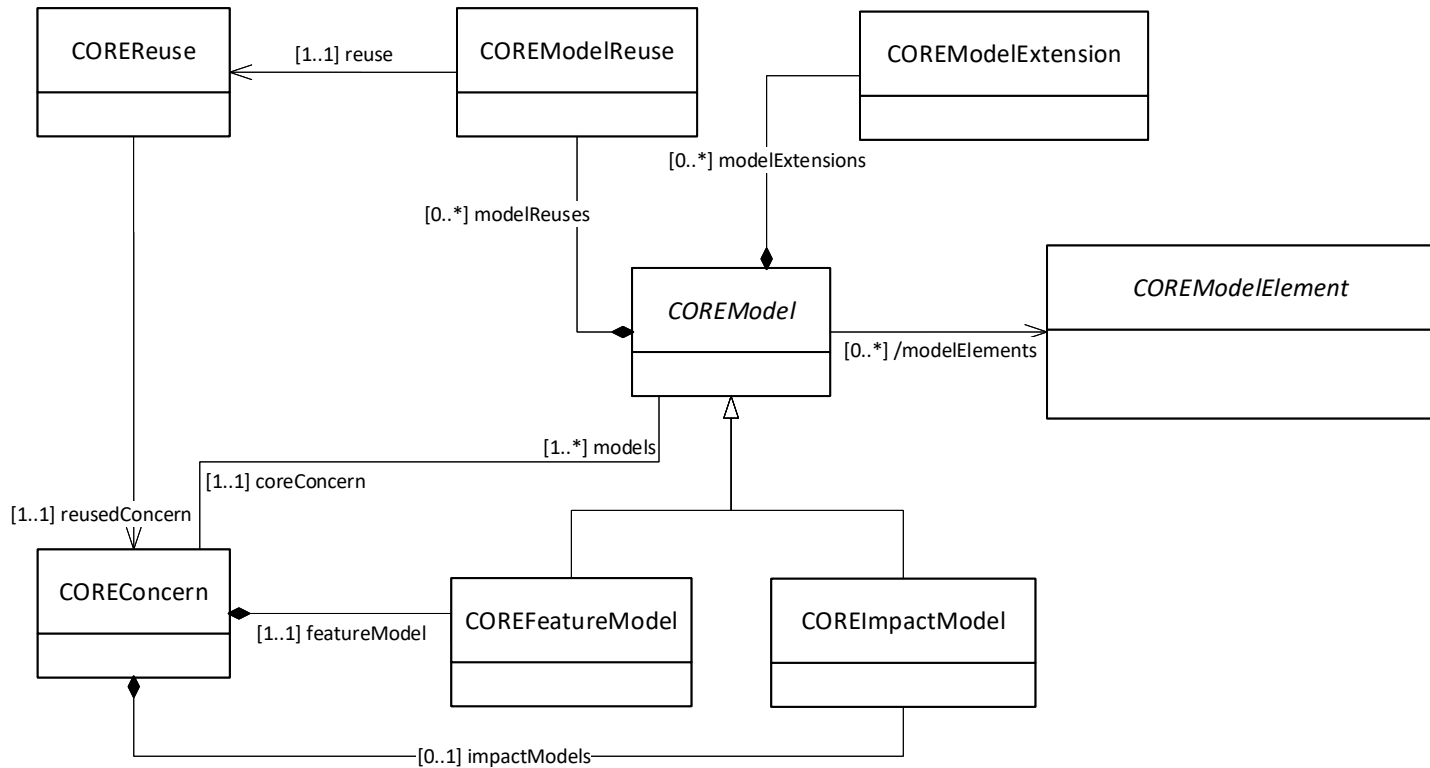 COREReuse
[1..1] reuse
COREModelReuse
COREModelExtension
[0..*] modelExtensions
[0..*] modelReuses
COREModel
COREModelElement
[0..*] /modelElements
[1..*] models
[1..1] coreConcern
[1..1] reusedConcern
COREConcern
[1..1] featureModel
COREFeatureModel
COREImpactModel
[0..1] impactModels